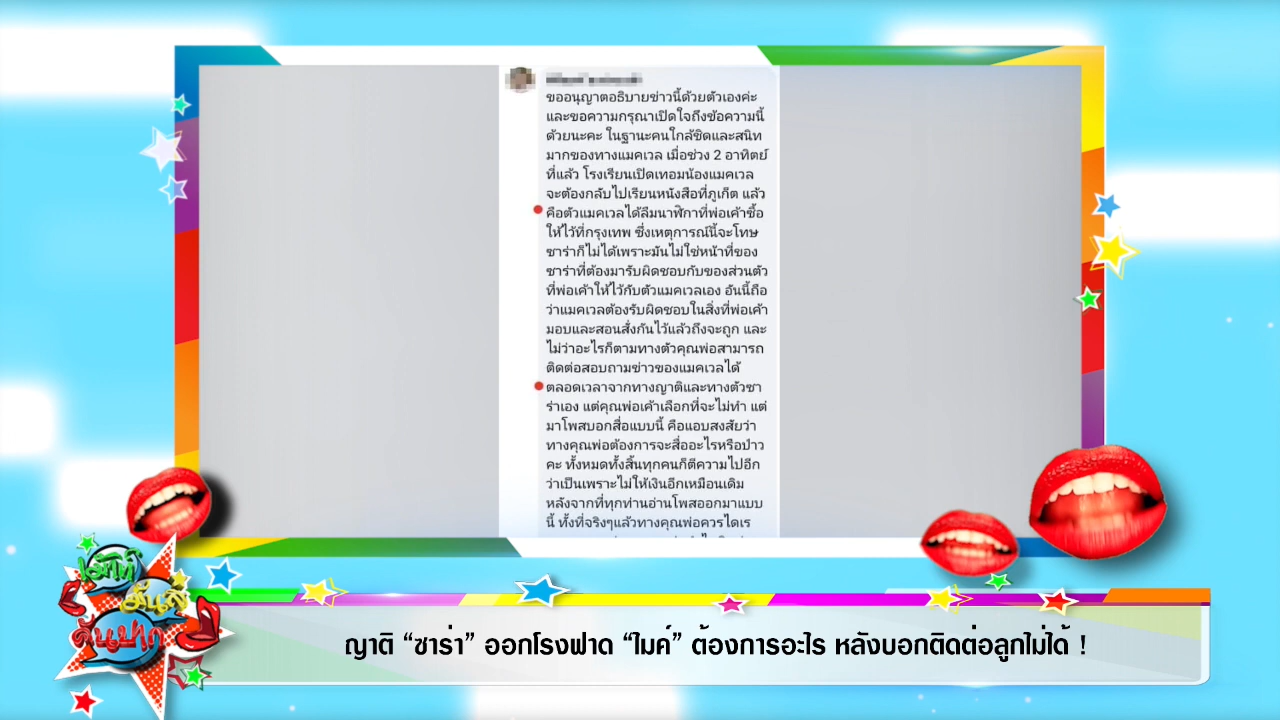 ขออนุญาตอธิบายข่าวนี้ด้วยตัวเองค่ะ
และขอความกรุณาเปิดใจถึงข้อความนี้
ด้วยนะคะ ในฐานะคนใกล้ชิดและสนิท
มากของทางแมคเวล เมื่อช่วง 2 อาทิตย์
ที่แล้ว โรงเรียนเปิดเทอมน้องแมคเวล
จะต้องกลับไปเรียนหนังสือที่ภูเก็ต แล้ว
คือตัวแมคเวลได้ลืมนาฬิกาที่พ่อเค้าซื้อ
ให้ไว้ที่กรุงเทพ ซึ่งเหตุการณ์นี้จะโทษ
ซาร่าก็ไม่ได้เพราะมันไม่ใช่หน้าที่ของ
ซาร่าที่ต้องมารับผิดชอบกับของส่วนตัว
ที่พ่อเค้าให้ไว้กับตัวแมคเวลเอง อันนี้ถือ
ว่าแมคเวลต้องรับผิดชอบในสิ่งที่พ่อเค้า
มอบและสอนสั่งกันไว้แล้วถึงจะถูก และ
ไม่ว่าอะไรก็ตามทางตัวคุณพ่อสามารถ
ติดต่อสอบถามข่าวของแมคเวลได้
ตลอดเวลาจากทางญาติและทางตัวซา
ร่าเอง แต่คุณพ่อเค้าเลือกที่จะไม่ทำ แต่
มาโพสบอกสื่อแบบนี้ คือแอบสงสัยว่า
ทางคุณพ่อต้องการจะสื่ออะไรหรือป่าว
คะ ทั้งหมดทั้งสิ้นทุกคนก็ตีความไปอีก
ว่าเป็นเพราะไม่ให้เงินอีกเหมือนเดิม
หลังจากที่ทุกท่านอ่านโพสออกมาแบบ
นี้ ทั้งที่จริงๆแล้วทางคุณพ่อควรไดเร
เม้าท์
มันส์
ดันปาก
ญาติ “ซาร่า” ออกโรงฟาด “ไมค์” ต้องการอะไร หลังบอกติดต่อลูกไม่ได้ !